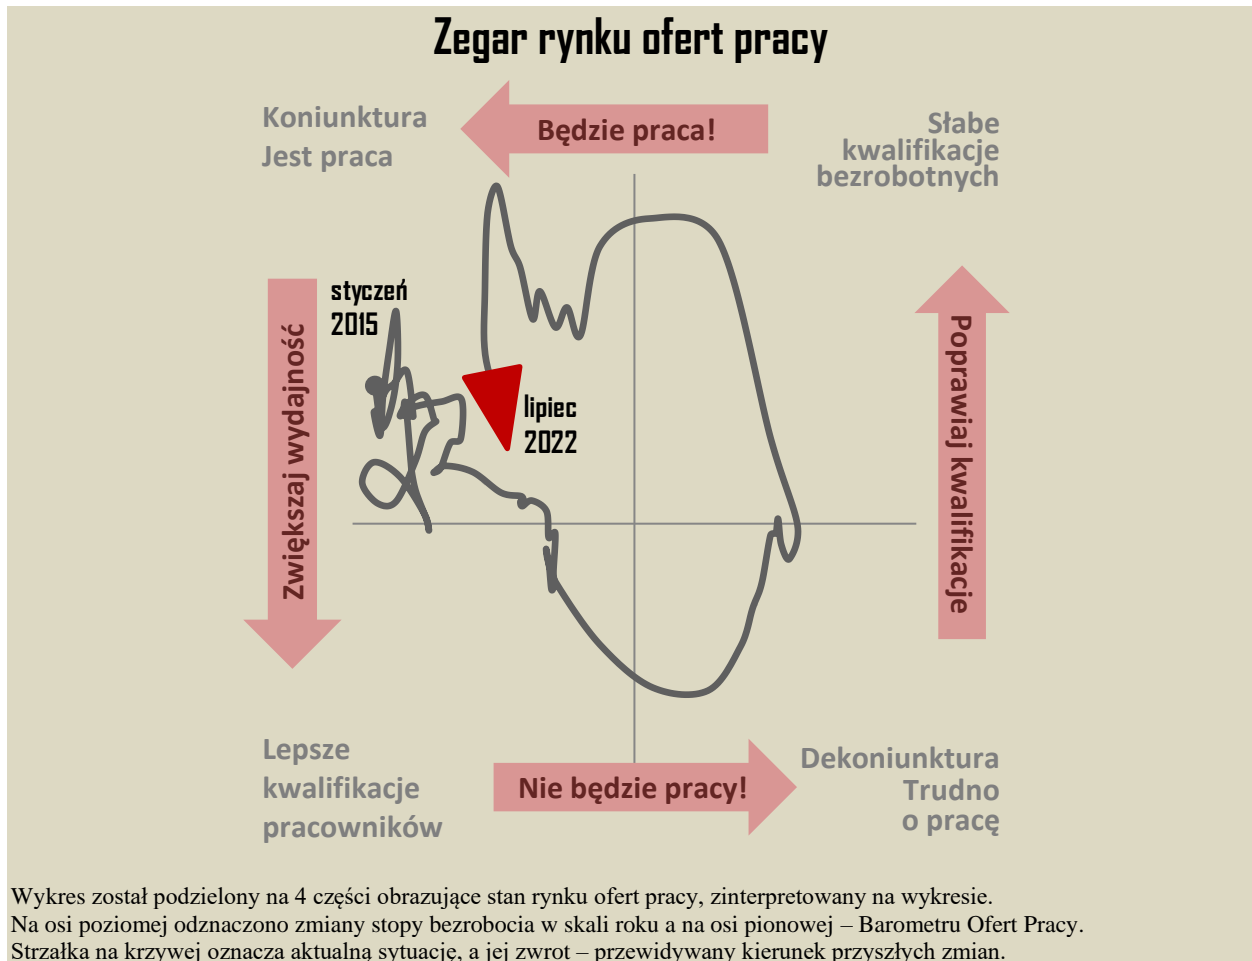 Zegar rynku ofert pracy
Koniunktura
Jest praca
Będzie praca!
Słabe
kwalifikacje
bezrobotnych
styczeń
2015
Zwiększaj wydajność
lipiec
2022
Poprawiaj kwalifikacje
Lepsze
kwalifikacje
pracowników
Nie będzie pracy!
Dekoniunktura
Trudno
o pracę
Wykres został podzielony na 4 części obrazujące stan rynku ofert pracy, zinterpretowany na wykresie.
Na osi poziomej odznaczono zmiany stopy bezrobocia w skali roku a na osi pionowej – Barometru Ofert Pracy.
Strzałka na krzywej oznacza aktualną sytuację, a jej zwrot – przewidywany kierunek przyszłych zmian.